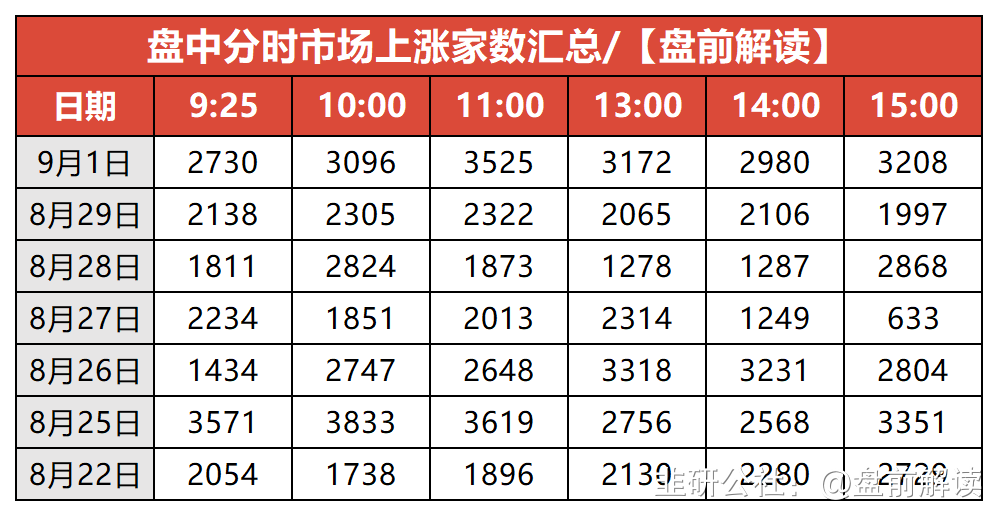 盘中分时市场上涨家数汇总/【盘前解读】
日期 9:25 10:00 11:00 13:00 14:00 15:00
9月1日 2730 3096 3525 3172 2980 3208
8月29日 2138 2305 2322 2065 2106 1997
8月28日 1811 2824 1873 1278 1287 2868
8月27日 2234 1851 2013 2314 1249 633
8月26日 1434 2747 2648 3318 3231 2804
8月25日 3571 3833 3619 2756 2568 3351
8月22日 2054 1738 1896 2130 2280 2729
韭研公社：@盘前解读